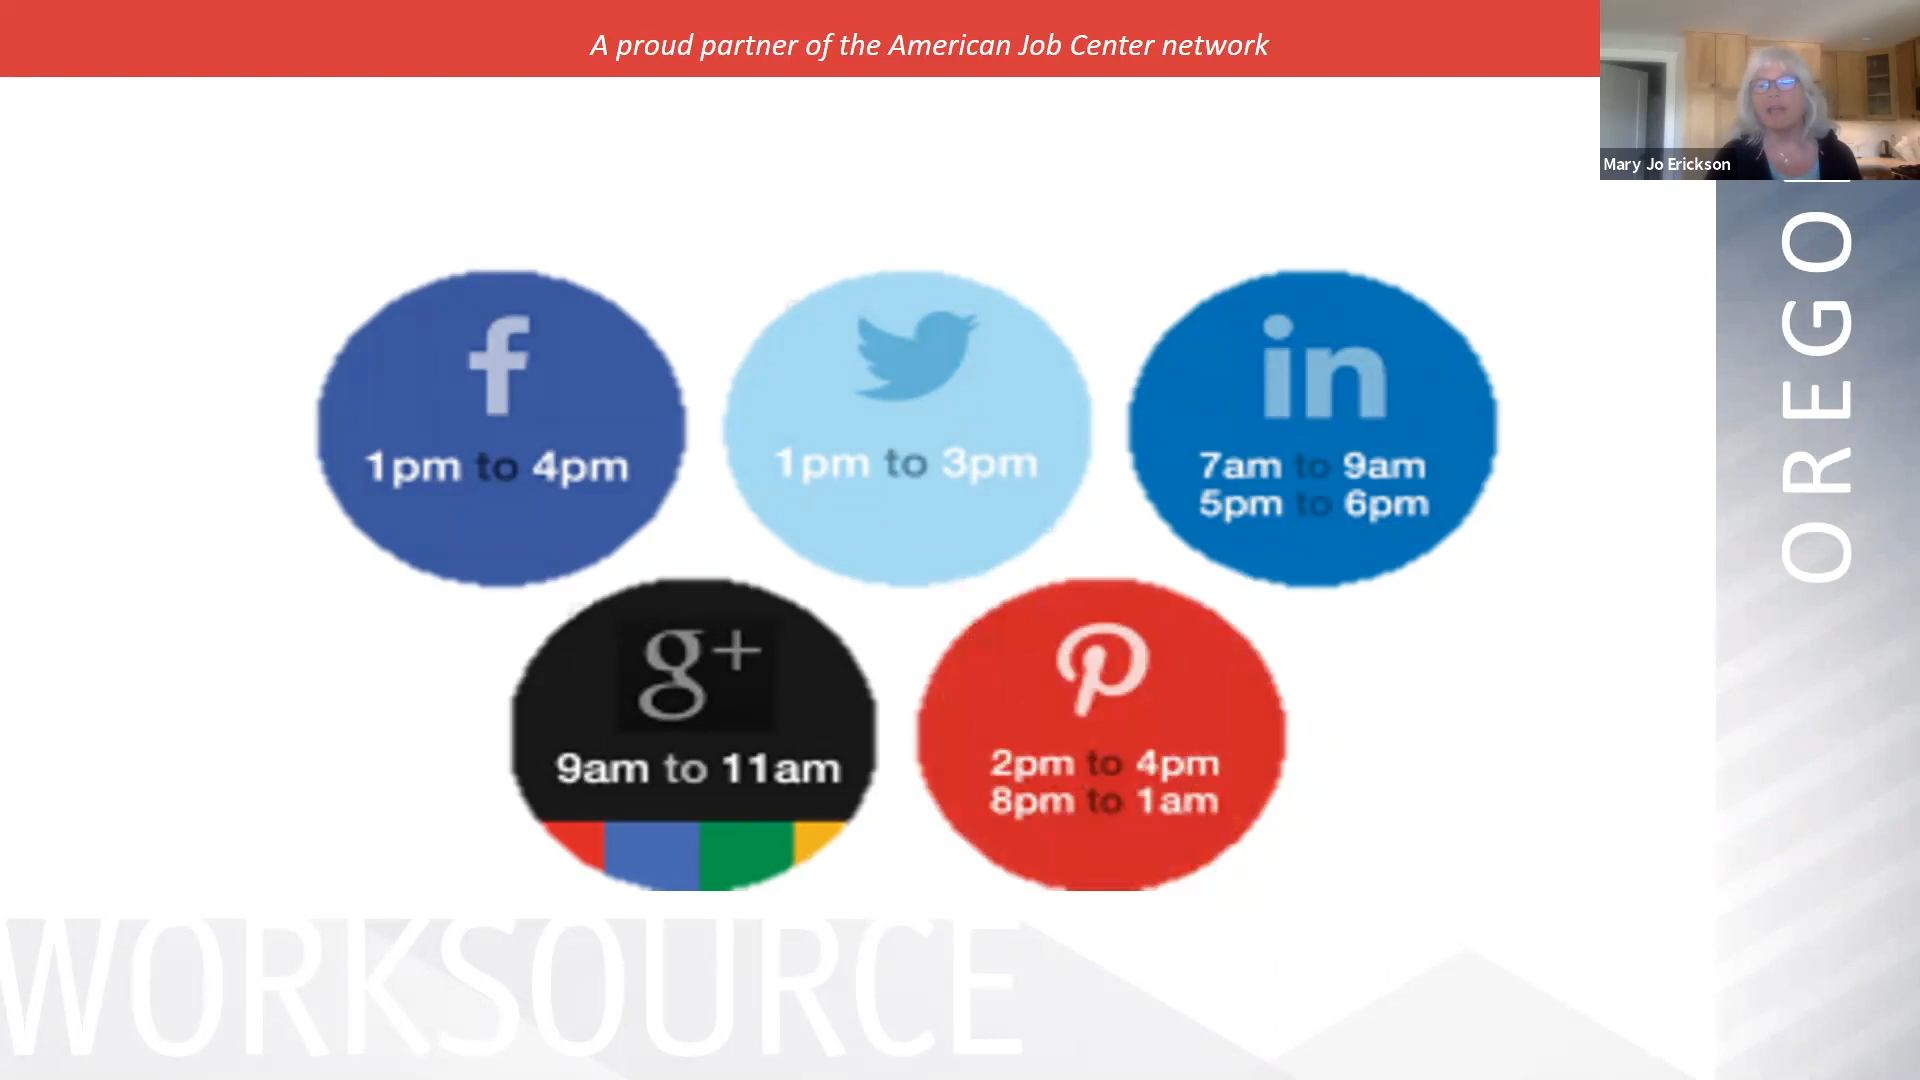 A proud partner of the American Job Center network
Mary Jo Erickson
OREGO
f
1pm to 4pm
1pm to 3pm
in
7am to 9am
5pm to 6pm
g+
9am to 11am
2pm to 4pm
8pm to 1am
WORKSOURCE